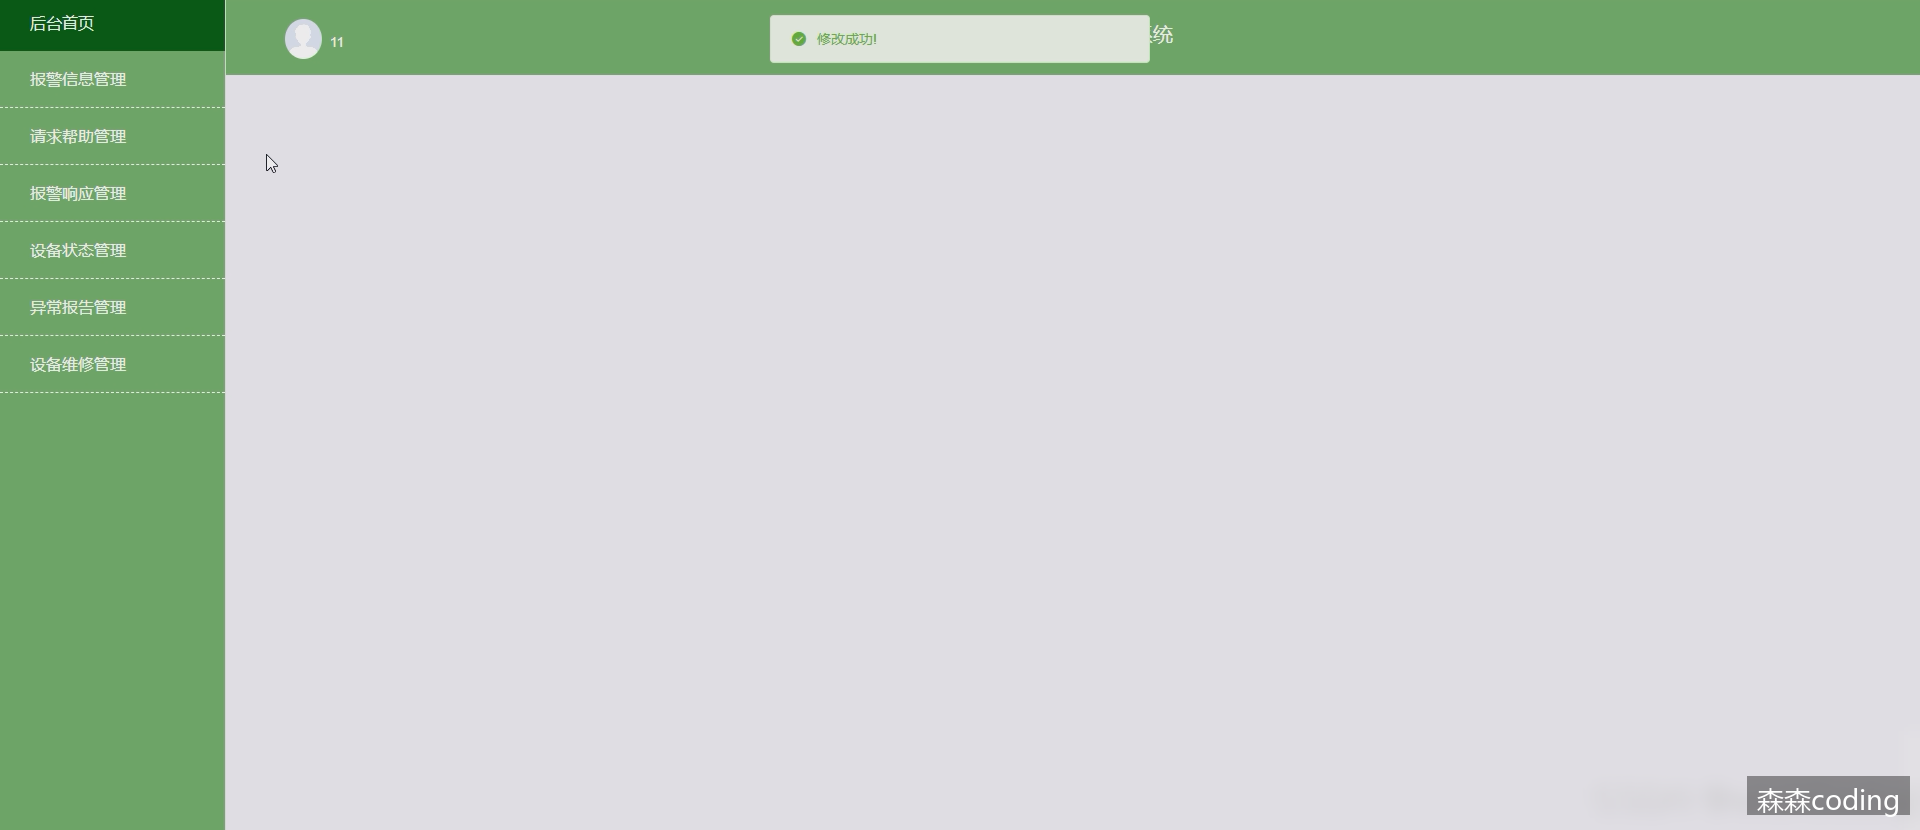 后台首页
报警信息管理
请求帮助管理
报警响应管理
设备状态管理
异常报告管理
设备维修管理
11
修改成功!
统
森森coding